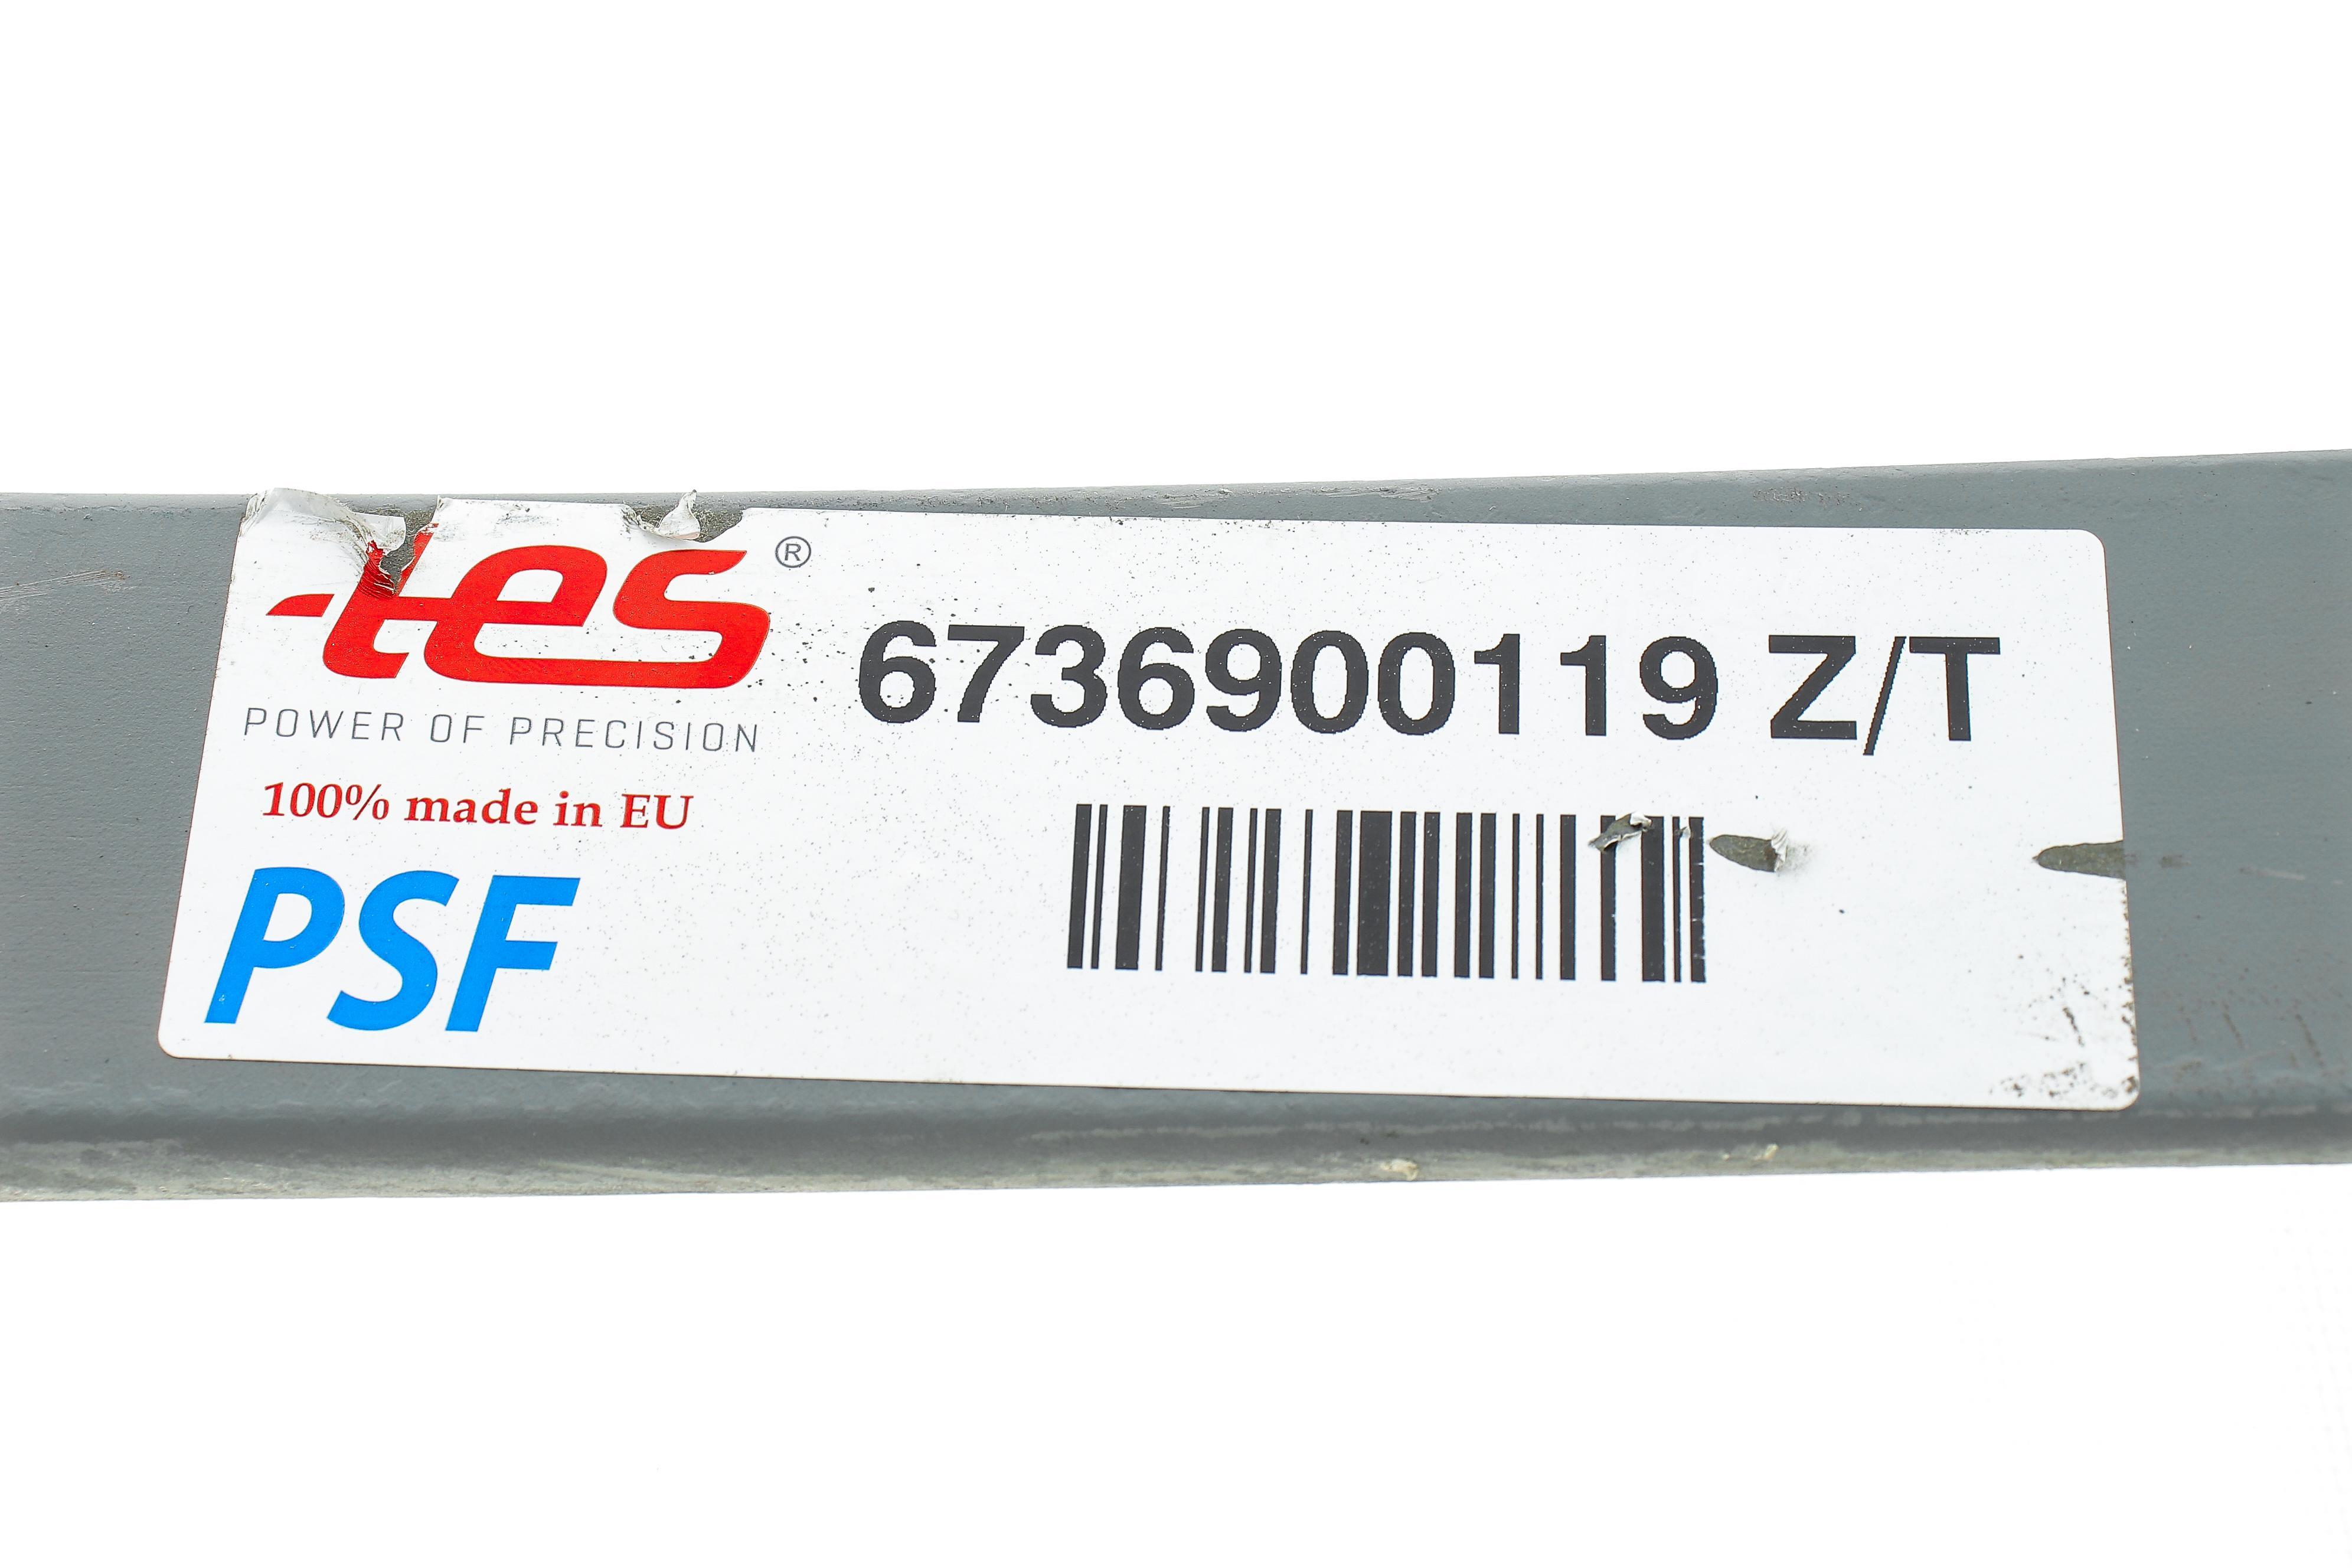 tes®
POWER OF PRECISION
100% made in EU
PSF
6736900119 Z/T